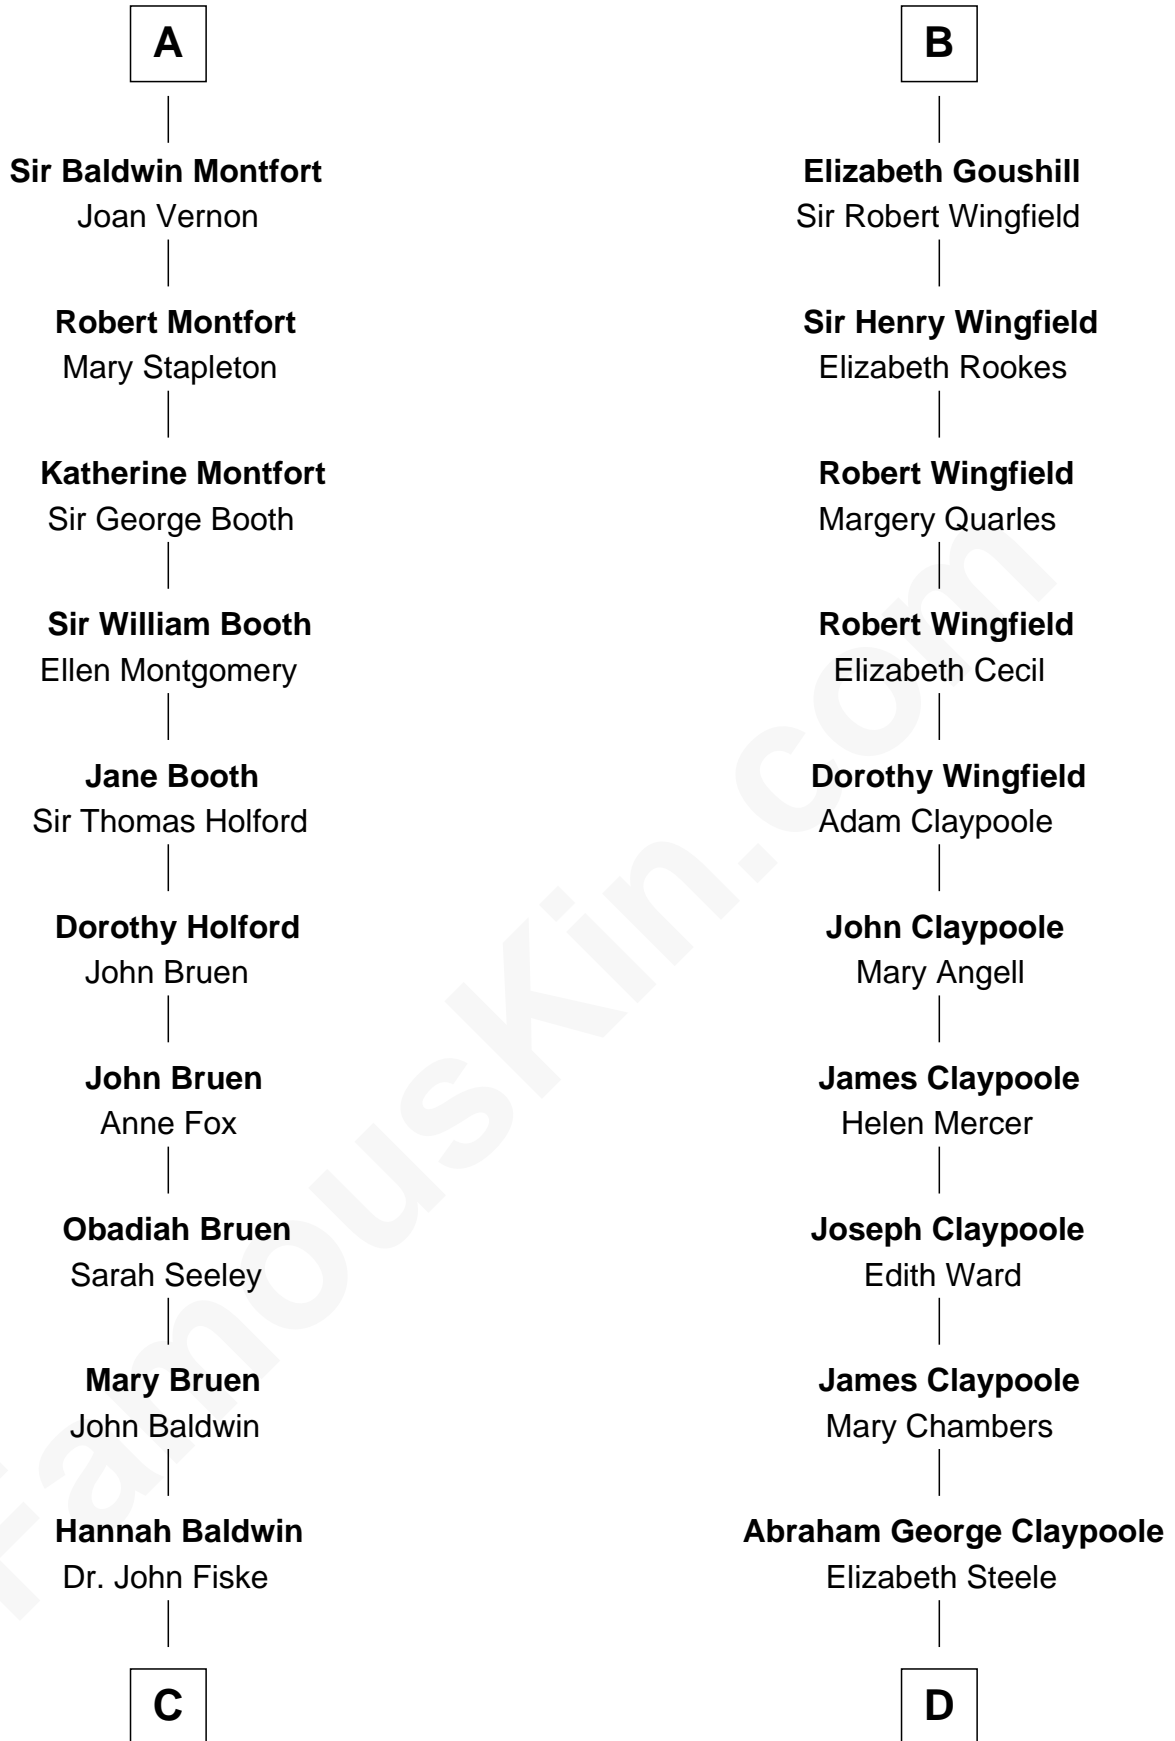 A
Sir Baldwin Montfort
Joan Vernon
Robert Montfort
Mary Stapleton
Katherine Montfort
Sir George Booth
Sir William Booth
Ellen Montgomery
Jane Booth
Sir Thomas Holford
Dorothy Holford
John Bruen
John Bruen
Anne Fox
Obadiah Bruen
Sarah Seeley
Mary Bruen
John Baldwin
Hannah Baldwin
Dr. John Fiske
C
B
Elizabeth Goushill
Sir Robert Wingfield
Sir Henry Wingfield
Elizabeth Rookes
Robert Wingfield
Margery Quarles
Robert Wingfield
Elizabeth Cecil
Dorothy Wingfield
Adam Claypoole
John Claypoole
Mary Angell
James Claypoole
Helen Mercer
Joseph Claypoole
Edith Ward
James Claypoole
Mary Chambers
Abraham George Claypoole
Elizabeth Steele
D
FamousKin.com